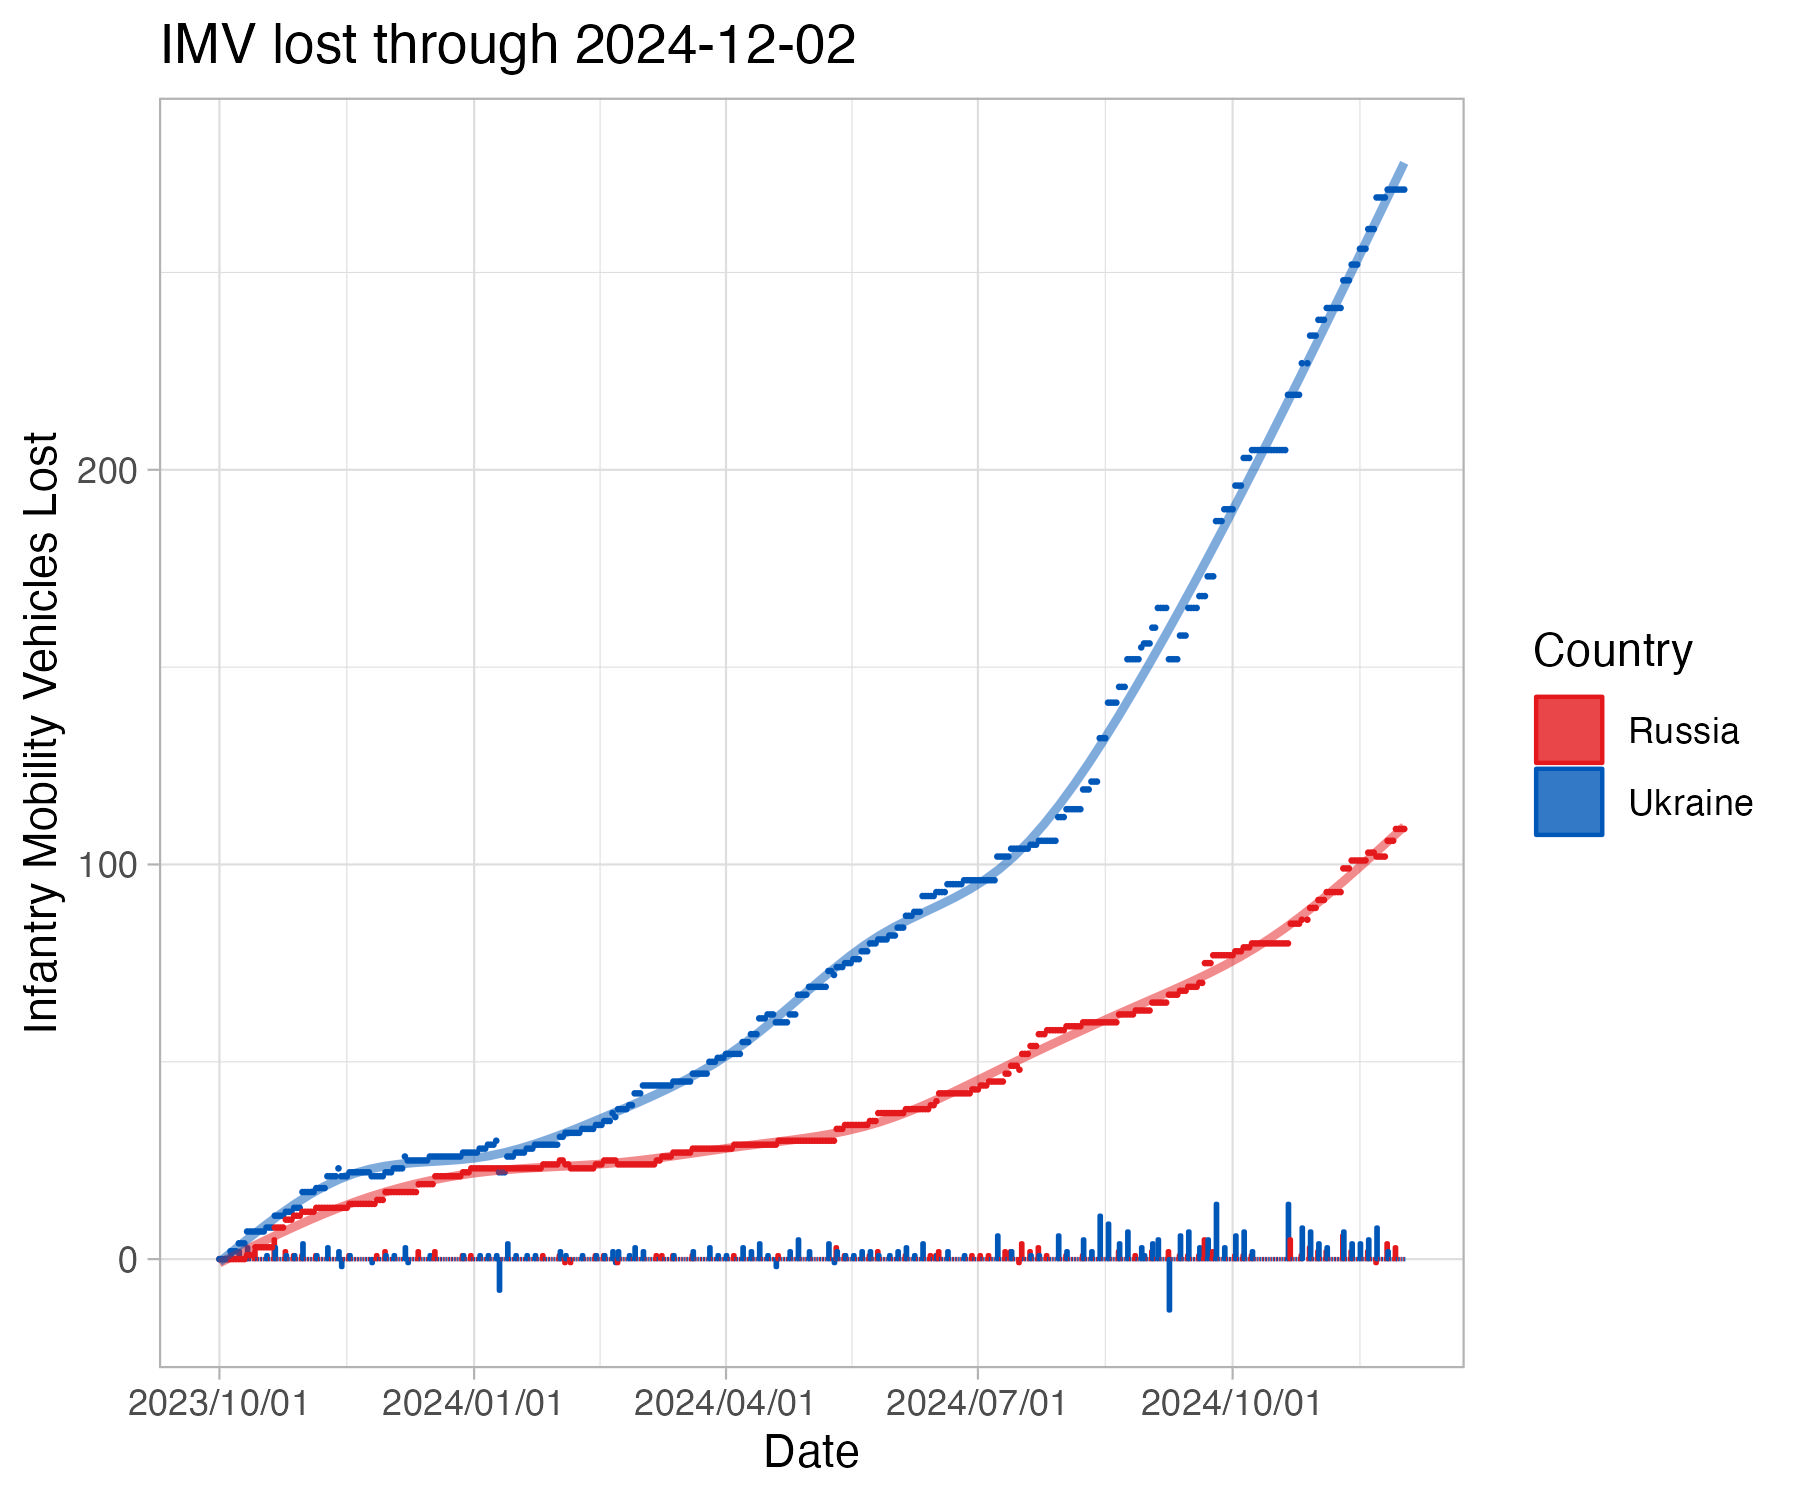 IMV lost through 2024-12-02
Infantry Mobility Vehicles Lost
200
100
0
2023/10/01
2024/01/01
2024/04/01
2024/07/01
2024/10/01
Date
Country
Russia
Ukraine